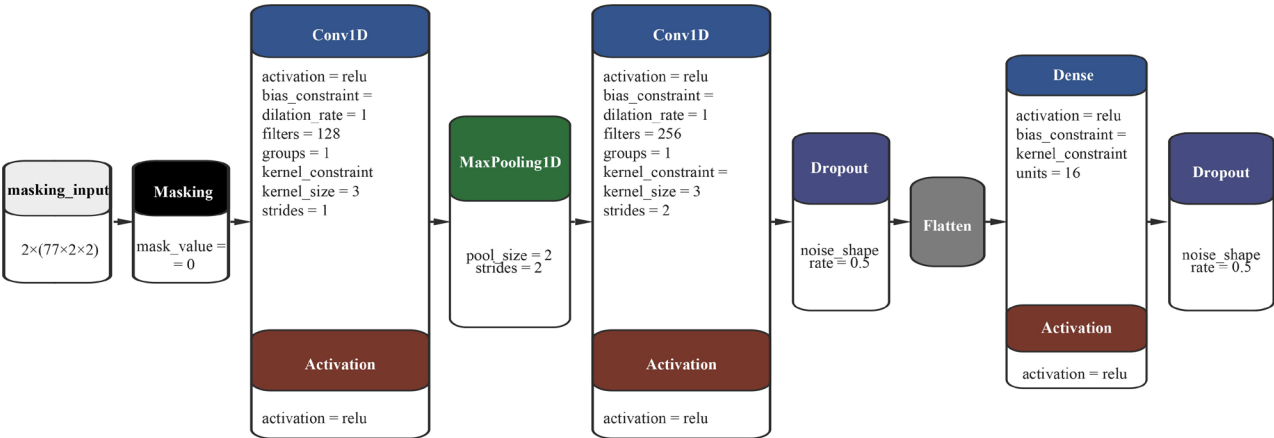 masking_input
2×(77×2×2)
Masking
mask_value =
= 0
Conv1D
activation = relu
bias_constraint =
dilation_rate = 1
filters = 128
groups = 1
kernel_constraint
kernel_size = 3
strides = 1
Activation
activation = relu
MaxPooling1D
pool_size = 2
strides = 2
Conv1D
activation = relu
bias_constraint =
dilation_rate = 1
filters = 256
groups = 1
kernel_constraint =
kernel_size = 3
strides = 2
Activation
activation = relu
Dropout
noise_shape
rate = 0.5
Flatten
Dense
activation = relu
bias_constraint =
kernel_constraint
units = 16
Activation
activation = relu
Dropout
noise_shape
rate = 0.5